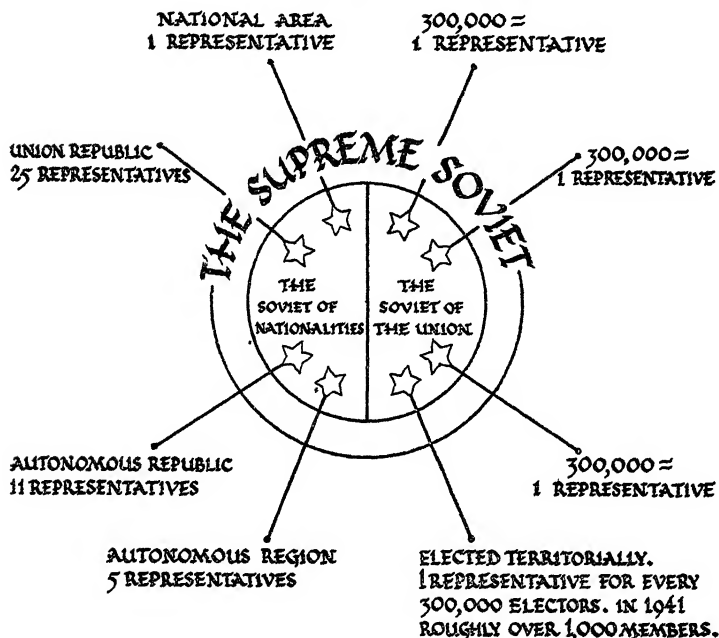 NATIONAL AREA
1 REPRESENTATIVE
300,000 =
1 REPRESENTATIVE
UNION REPUBLIC
25 REPRESENTATIVES
THE SUPREME SOVIET
300,000 =
1 REPRESENTATIVE
THE
SOVIET OF
NATIONALITIES
THE
SOVIET OF
THE UNION
AUTONOMOUS REPUBLIC
11 REPRESENTATIVES
300,000 =
1 REPRESENTATIVE
AUTONOMOUS REGION
5 REPRESENTATIVES
ELECTED TERRITORIALLY.
1 REPRESENTATIVE FOR EVERY
300,000 ELECTORS. IN 1941
ROUGHLY OVER 1,000 MEMBERS.